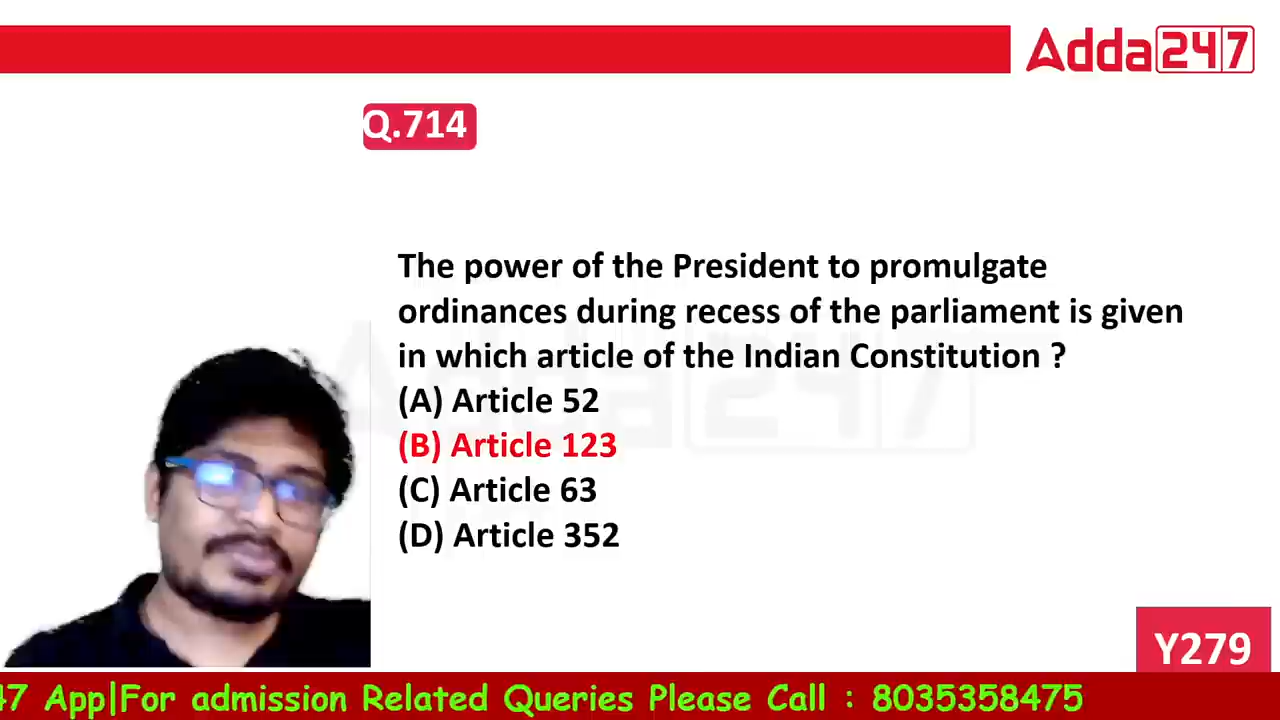 Adda247
Q.714
The power of the President to promulgate
ordinances during recess of the parliament is given
in which article of the Indian Constitution ?
(A) Article 52
(B) Article 123
(C) Article 63
(D) Article 352
Adda247
Y279
47 App|For admission Related Queries Please Call : 8035358475